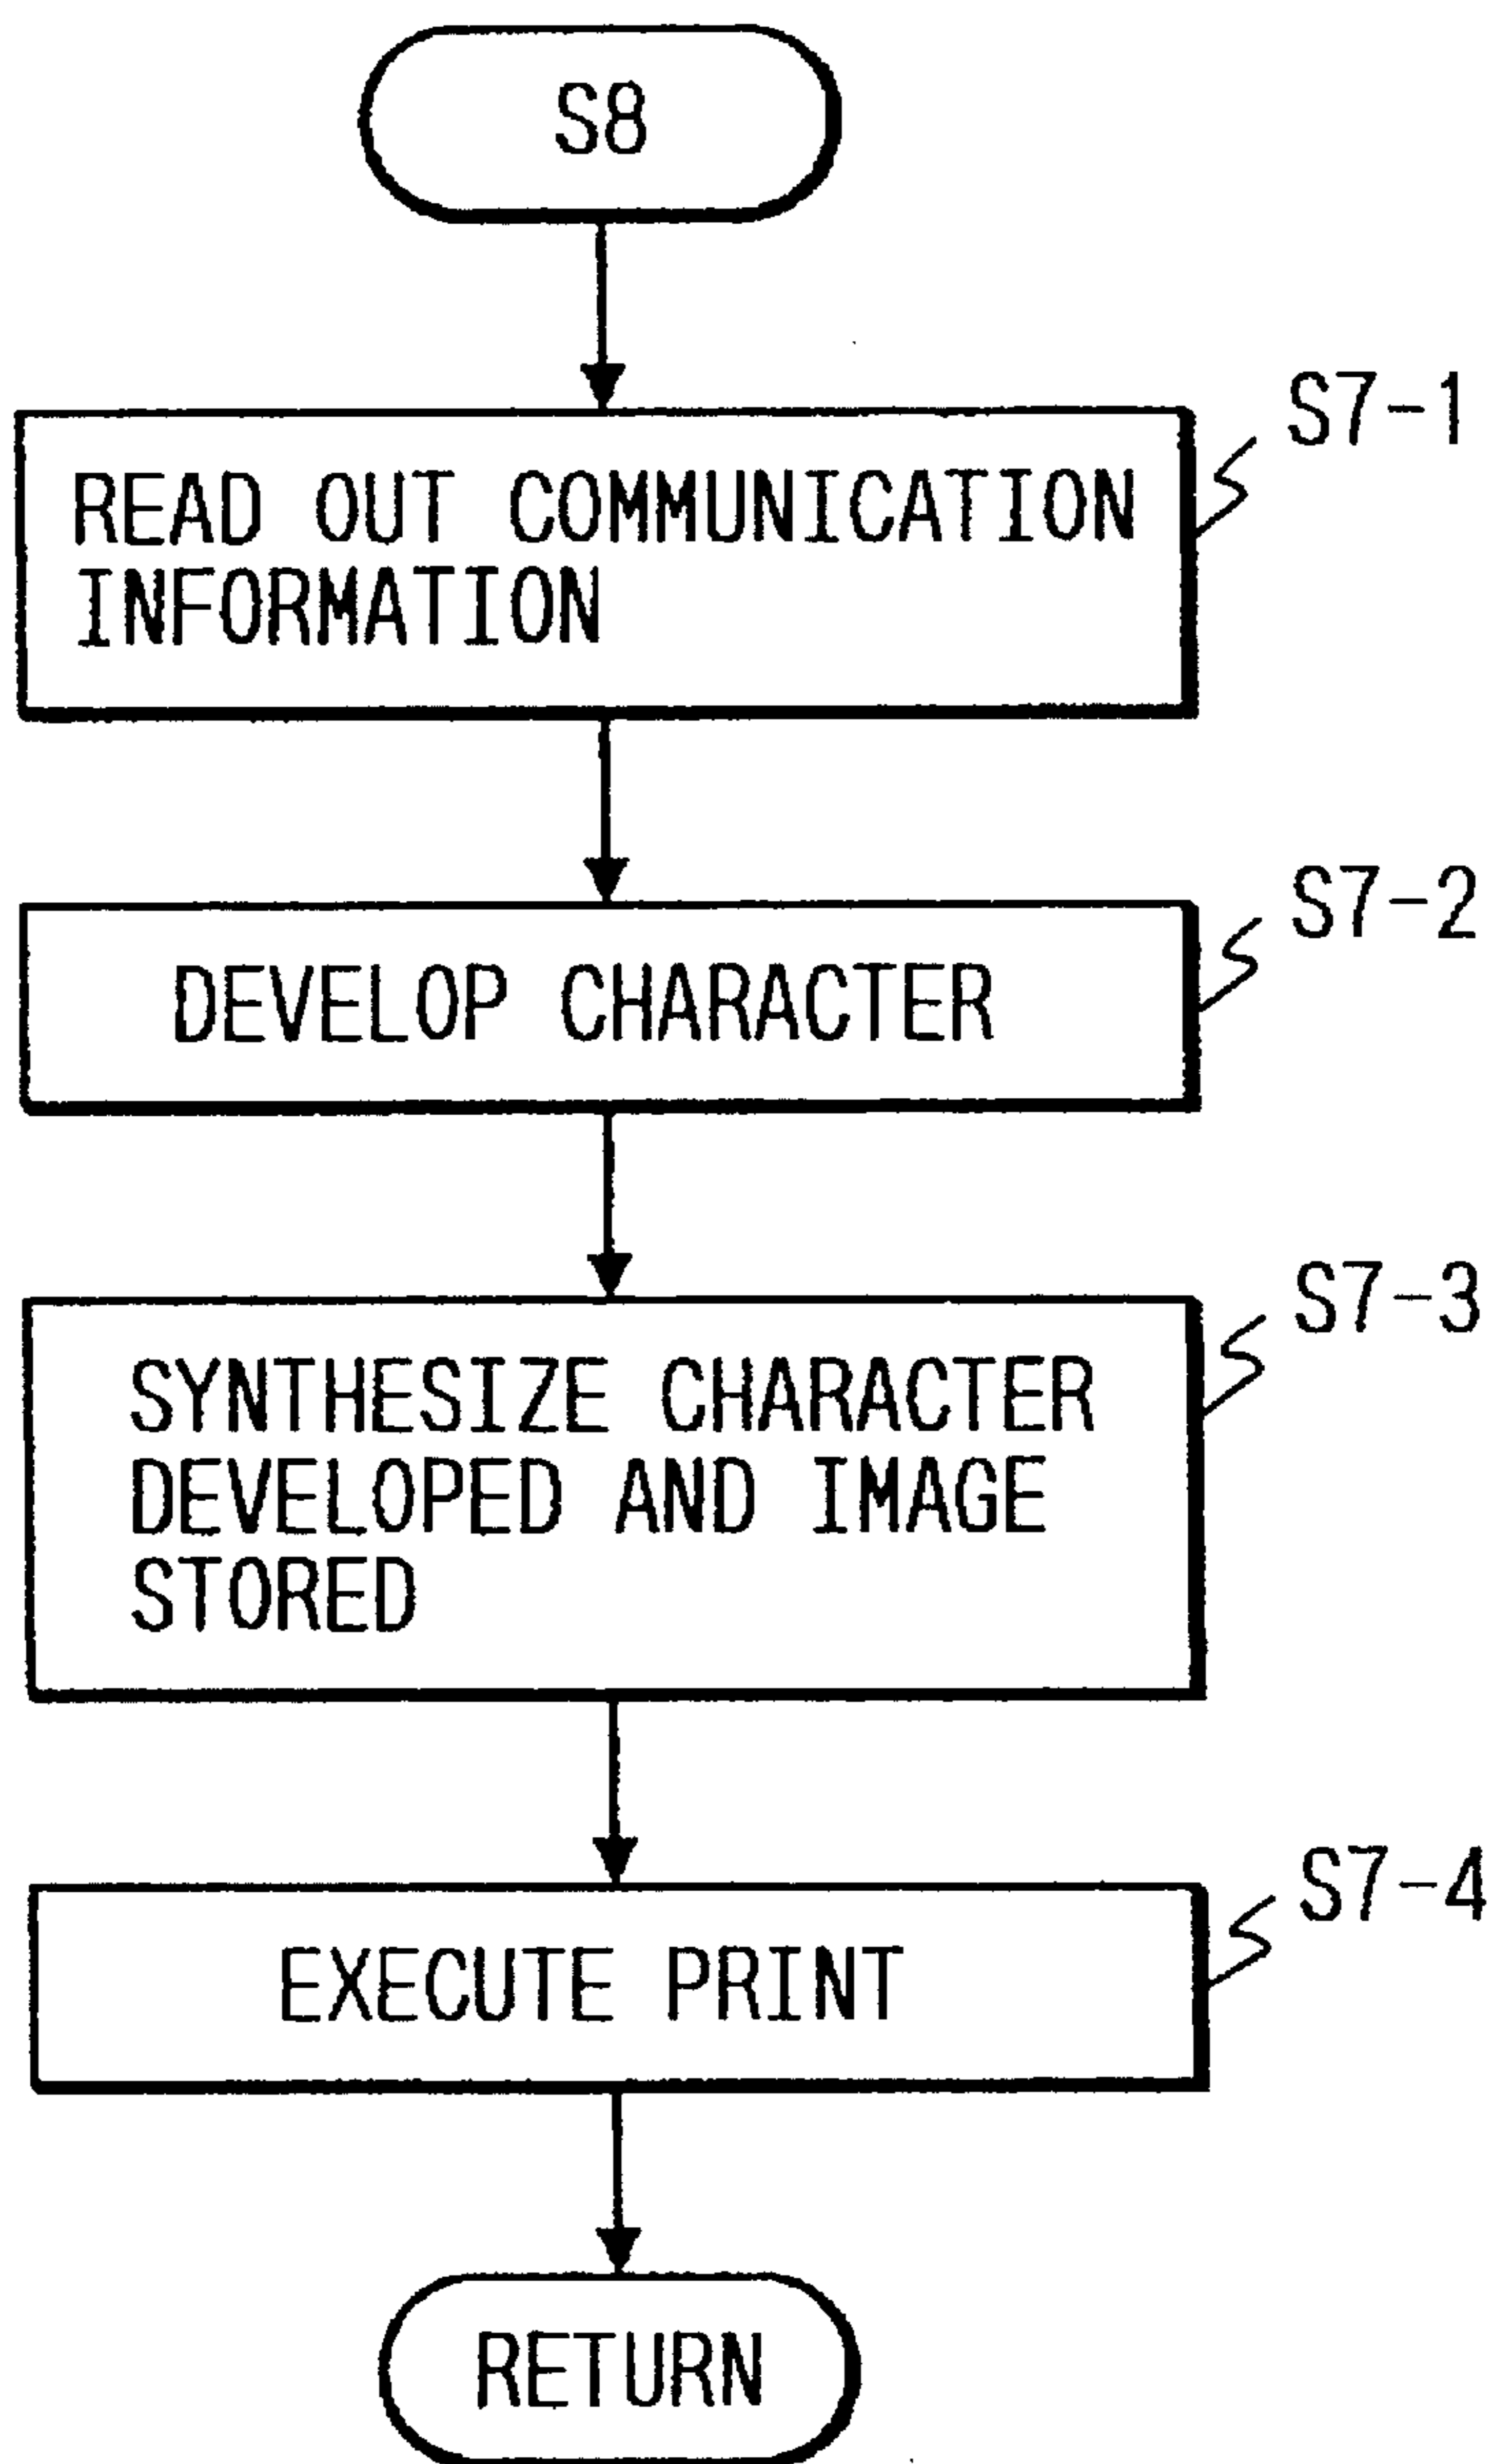 S8
S7-1
READ OUT COMMUNICATION
INFORMATION
S7-2
DEVELOP CHARACTER
S7-3
SYNTHESIZE CHARACTER
DEVELOPED AND IMAGE
STORED
S7-4
EXECUTE PRINT
RETURN